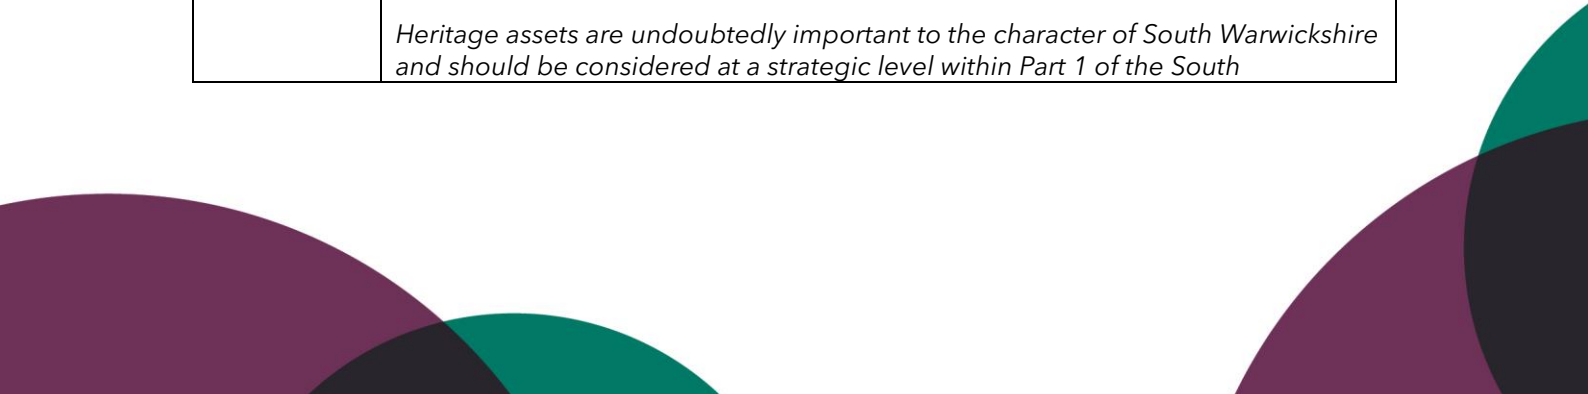 Heritage assets are undoubtedly important to the character of South Warwickshire
and should be considered at a strategic level within Part 1 of the South